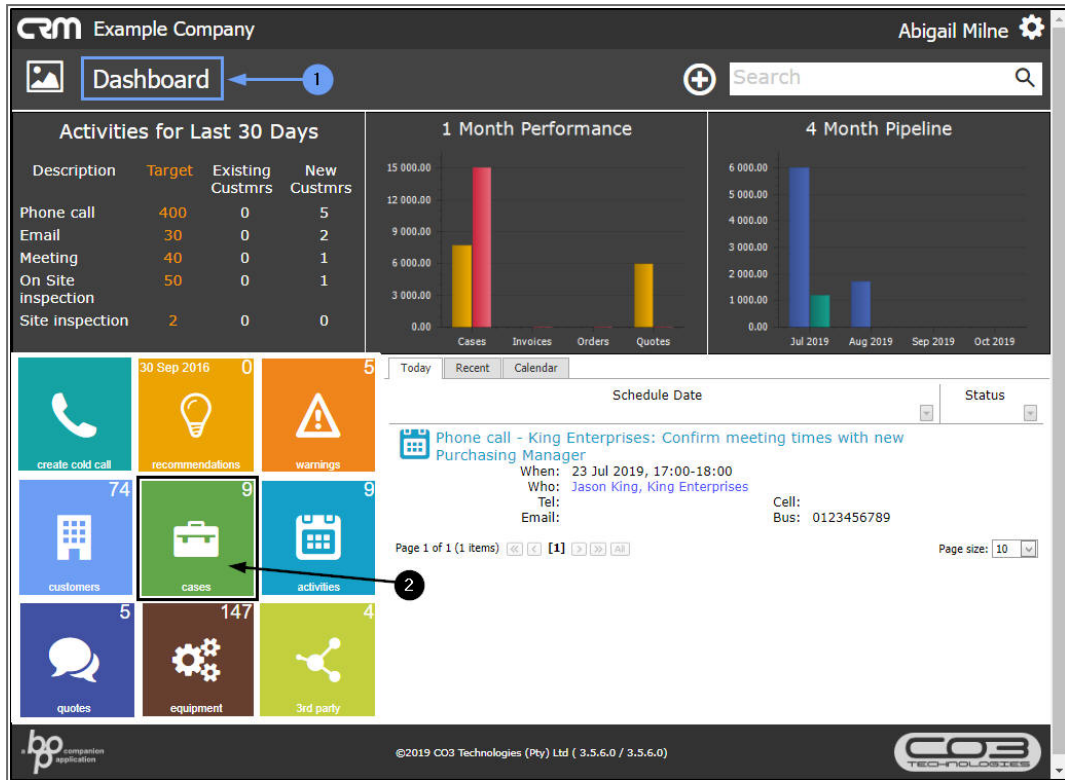 CRM Example Company
Abigail Milne
Dashboard
1
Search
Activities for Last 30 Days
Description Target Existing Custmrs New Custmrs
Phone call 400 0 5
Email 30 0 2
Meeting 40 0 1
On Site inspection 50 0 1
Site inspection 2 0 0
1 Month Performance
15 000.00
12 000.00
9 000.00
6 000.00
3 000.00
0.00
Cases Invoices Orders Quotes
4 Month Pipeline
6 000.00
5 000.00
4 000.00
3 000.00
2 000.00
1 000.00
0.00
Jul 2019 Aug 2019 Sep 2019 Oct 2019
create cold call
30 Sep 2016 0
recommendations
5
warnings
74
customers
9
cases
9
activities
5
quotes
147
equipment
4
3rd party
Today Recent Calendar
Schedule Date Status
Phone call - King Enterprises: Confirm meeting times with new
Purchasing Manager
When: 23 Jul 2019, 17:00-18:00
Who: Jason King, King Enterprises
Tel: Cell:
Email: Bus: 0123456789
2
Page 1 of 1 (1 items) [1] All Page size: 10
a bpo companion application
©2019 CO3 Technologies (Pty) Ltd ( 3.5.6.0 / 3.5.6.0)
CO3
TECHNOLOGIES